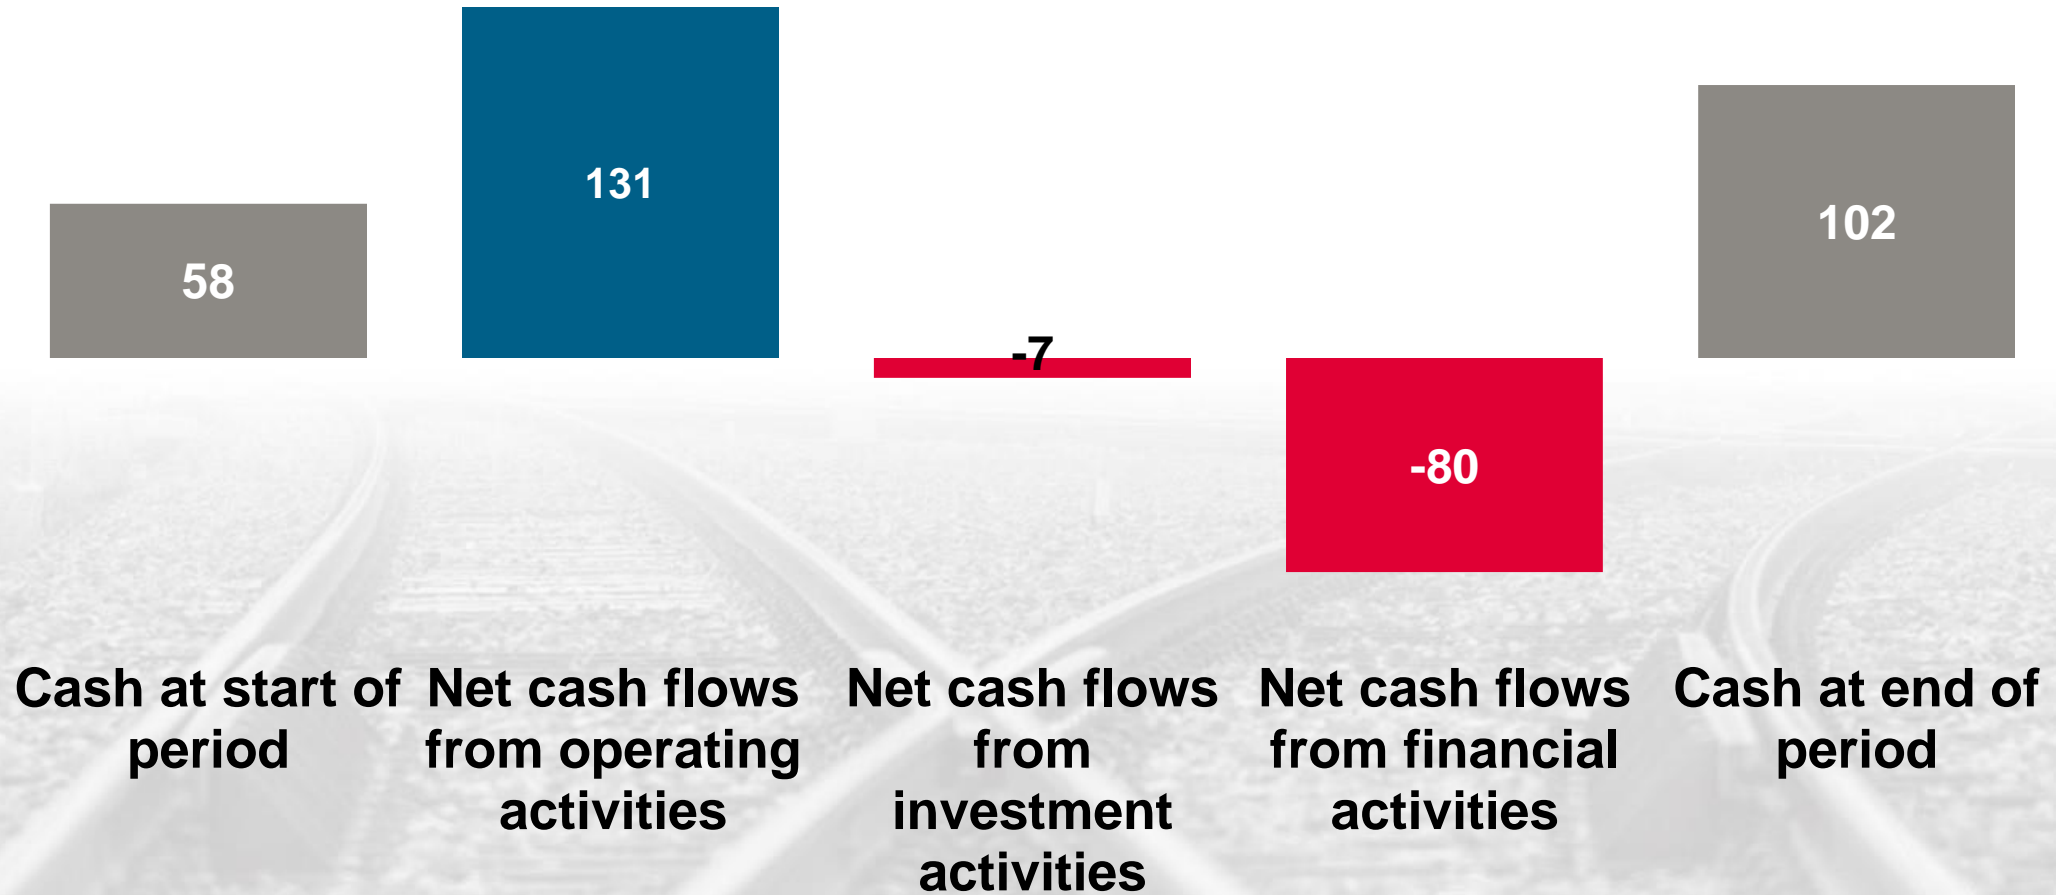 58
131
-7
-80
102
Cash at start of
period
Net cash flows
from operating
activities
Net cash flows
from
investment
activities
Net cash flows
from financial
activities
Cash at end of
period